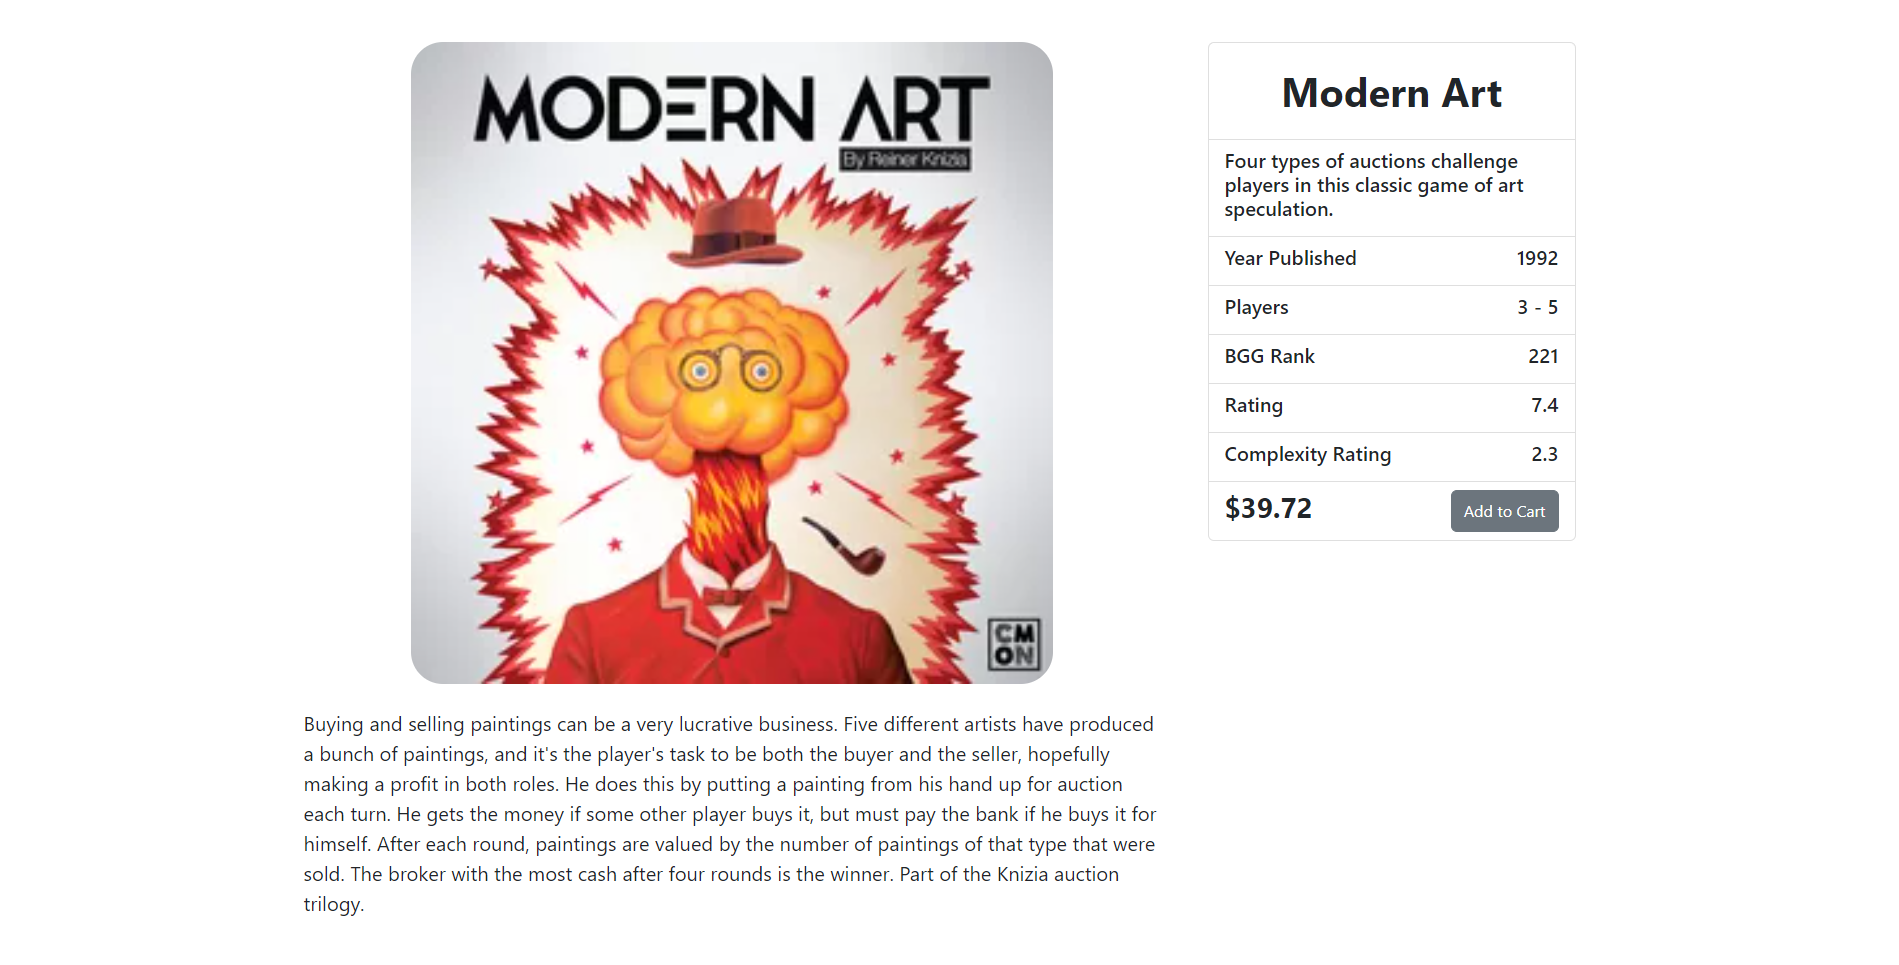 MODERN ART
By Reiner Knizia
CMON
Buying and selling paintings can be a very lucrative business. Five different artists have produced
a bunch of paintings, and it's the player's task to be both the buyer and the seller, hopefully
making a profit in both roles. He does this by putting a painting from his hand up for auction
each turn. He gets the money if some other player buys it, but must pay the bank if he buys it for
himself. After each round, paintings are valued by the number of paintings of that type that were
sold. The broker with the most cash after four rounds is the winner. Part of the Knizia auction
trilogy.
Modern Art
Four types of auctions challenge
players in this classic game of art
speculation.
Year Published 1992
Players 3 - 5
BGG Rank 221
Rating 7.4
Complexity Rating 2.3
$39.72 Add to Cart